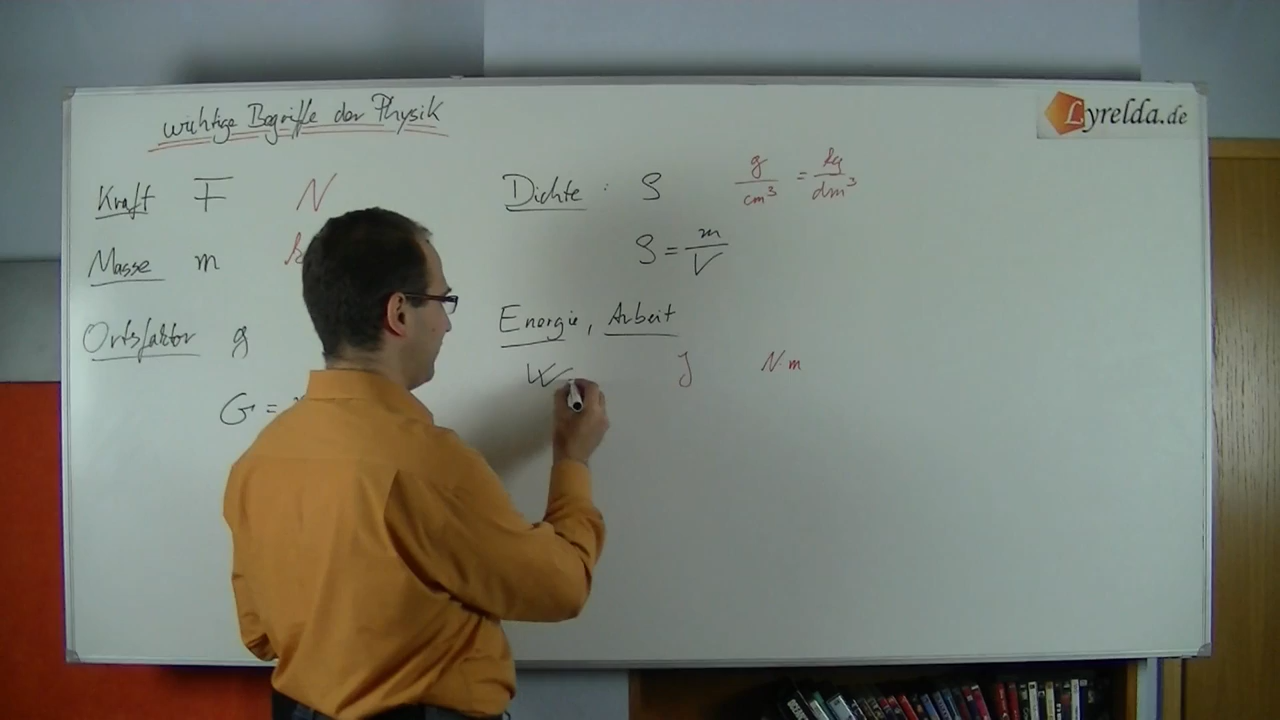 wichtige Begriffe der Physik
Lyrelda.de
Kraft F N
Masse m
Ortsfaktor g
G =
Dichte : S g/cm³ = kg/dm³
S = m/V
Energie, Arbeit
W J N·m